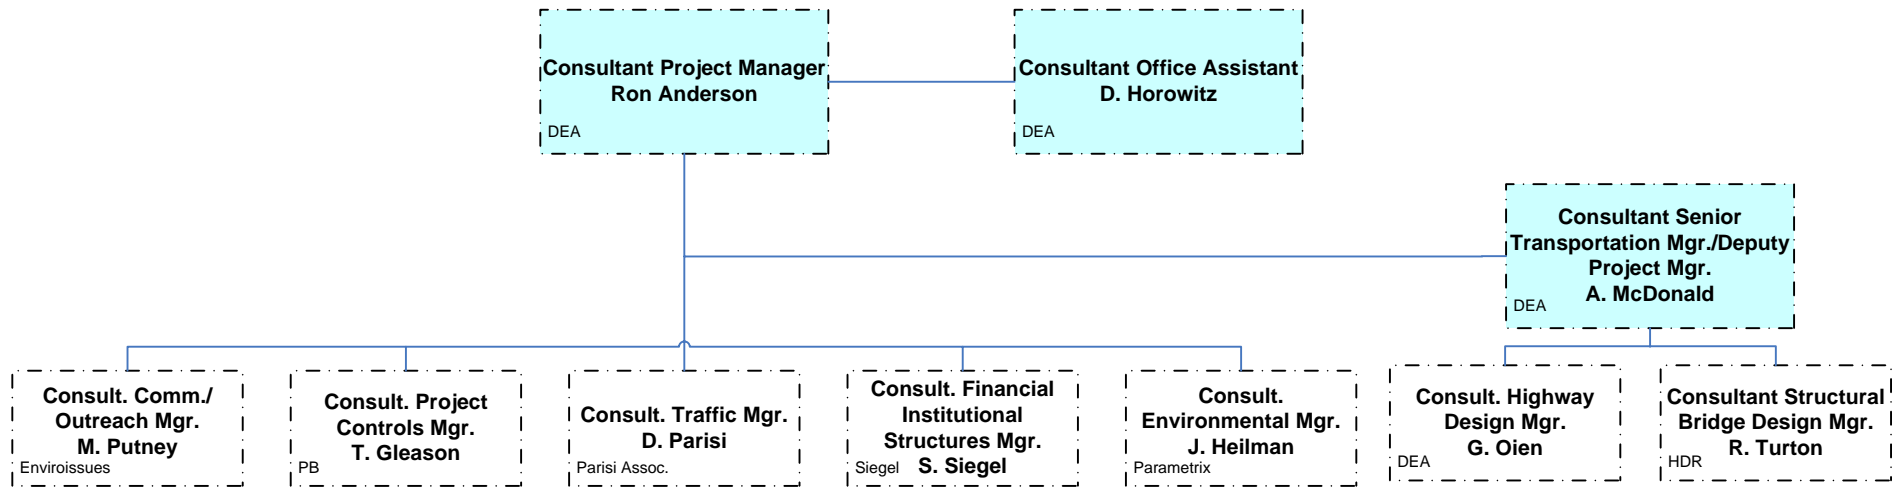 Consultant Project Manager
Ron Anderson
DEA
Consultant Office Assistant
D. Horowitz
DEA
Consultant Senior
Transportation Mgr./Deputy
Project Mgr.
A. McDonald
DEA
Consult. Comm./
Outreach Mgr.
M. Putney
Enviroissues
Consult. Project
Controls Mgr.
T. Gleason
PB
Consult. Traffic Mgr.
D. Parisi
Parisi Assoc.
Consult. Financial
Institutional
Structures Mgr.
S. Siegel
Siegel
Consult.
Environmental Mgr.
J. Heilman
Parametrix
Consult. Highway
Design Mgr.
G. Oien
DEA
Consultant Structural
Bridge Design Mgr.
R. Turton
HDR